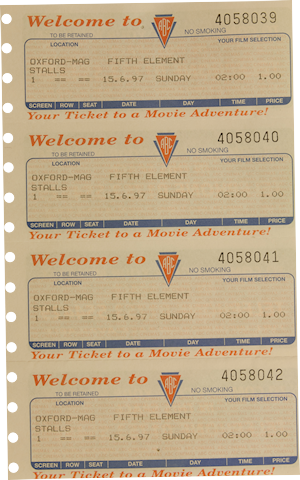 Welcome to ABC 4058039
TO BE RETAINED NO SMOKING
LOCATION YOUR FILM SELECTION
OXFORD-MAG FIFTH ELEMENT
STALLS
1 == == 15.6.97 SUNDAY 02:00 1.00
SCREEN ROW SEAT DATE DAY TIME PRICE
Your Ticket to a Movie Adventure!
Welcome to ABC 4058040
TO BE RETAINED NO SMOKING
LOCATION YOUR FILM SELECTION
OXFORD-MAG FIFTH ELEMENT
STALLS
1 == == 15.6.97 SUNDAY 02:00 1.00
SCREEN ROW SEAT DATE DAY TIME PRICE
Your Ticket to a Movie Adventure!
Welcome to ABC 4058041
TO BE RETAINED NO SMOKING
LOCATION YOUR FILM SELECTION
OXFORD-MAG FIFTH ELEMENT
STALLS
1 == == 15.6.97 SUNDAY 02:00 1.00
SCREEN ROW SEAT DATE DAY TIME PRICE
Your Ticket to a Movie Adventure!
Welcome to ABC 4058042
TO BE RETAINED NO SMOKING
LOCATION YOUR FILM SELECTION
OXFORD-MAG FIFTH ELEMENT
STALLS
1 == == 15.6.97 SUNDAY 02:00 1.00
SCREEN ROW SEAT DATE DAY TIME PRICE
Your Ticket to a Movie Adventure!